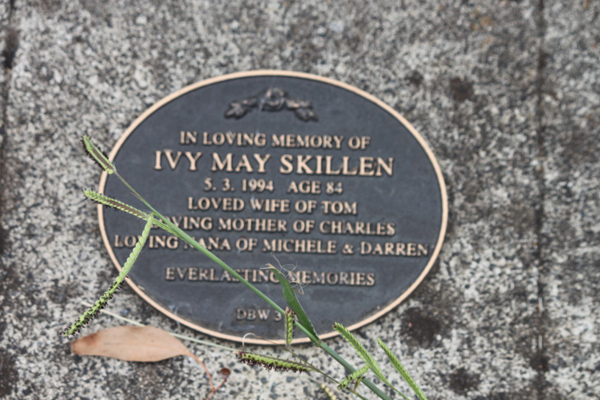 IN LOVING MEMORY OF
IVY MAY SKILLEN
5. 3. 1994 AGE 84
LOVED WIFE OF TOM
LOVING MOTHER OF CHARLES
LOVING NANA OF MICHELE & DARREN
EVERLASTING MEMORIES
DBW 3